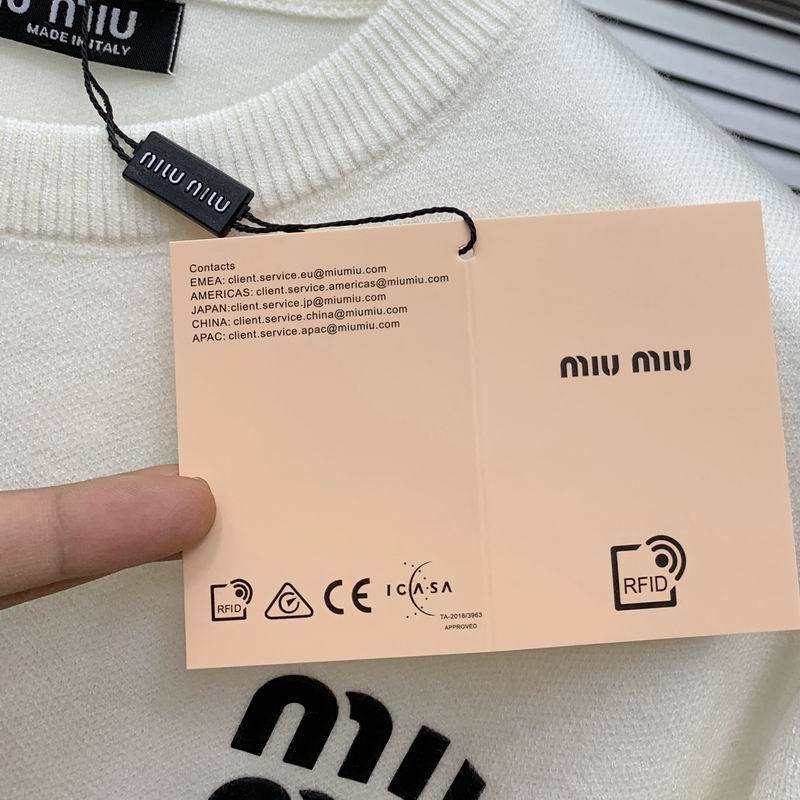 MIU
MADE IN ITALY
miu miu
Contacts
EMEA: client.service.eu@miumiu.com
AMERICAS: client.service.americas@miumiu.com
JAPAN:client.service.jp@miumiu.com
CHINA: client.service.china@miumiu.com
APAC: client.service.apac@miumiu.com
miu miu
RFID
RFID
CE
ICASA
TA-2018/3963
APPROVED
miu